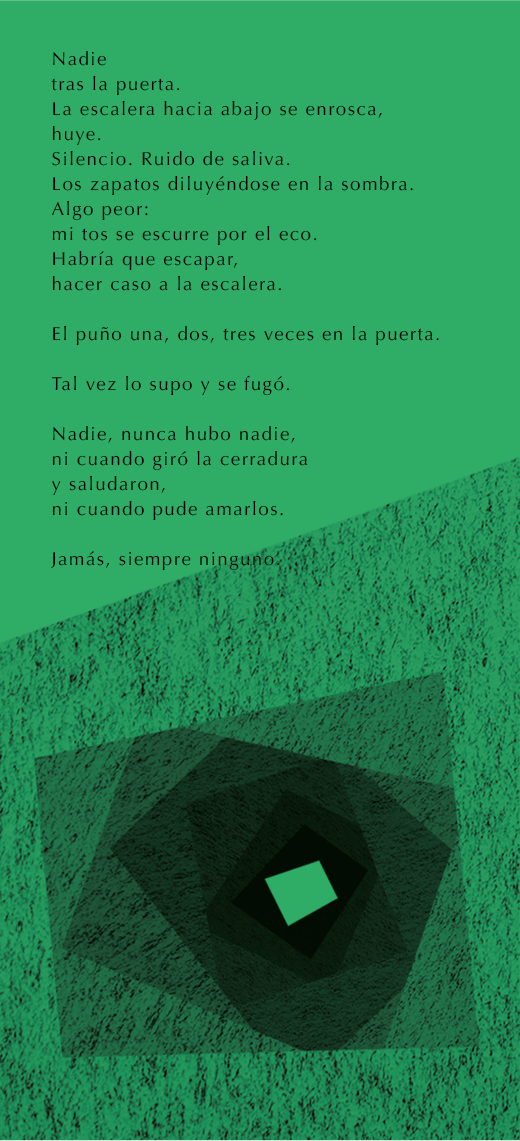 Nadie
tras la puerta.
La escalera hacia abajo se enrosca,
huye.
Silencio. Ruido de saliva.
Los zapatos diluyéndose en la sombra.
Algo peor:
mi tos se escurre por el eco.
Habría que escapar,
hacer caso a la escalera.
El puño una, dos, tres veces en la puerta.
Tal vez lo supo y se fugó.
Nadie, nunca hubo nadie,
ni cuando giró la cerradura
y saludaron,
ni cuando pude amarlos.
Jamás, siempre ninguno.